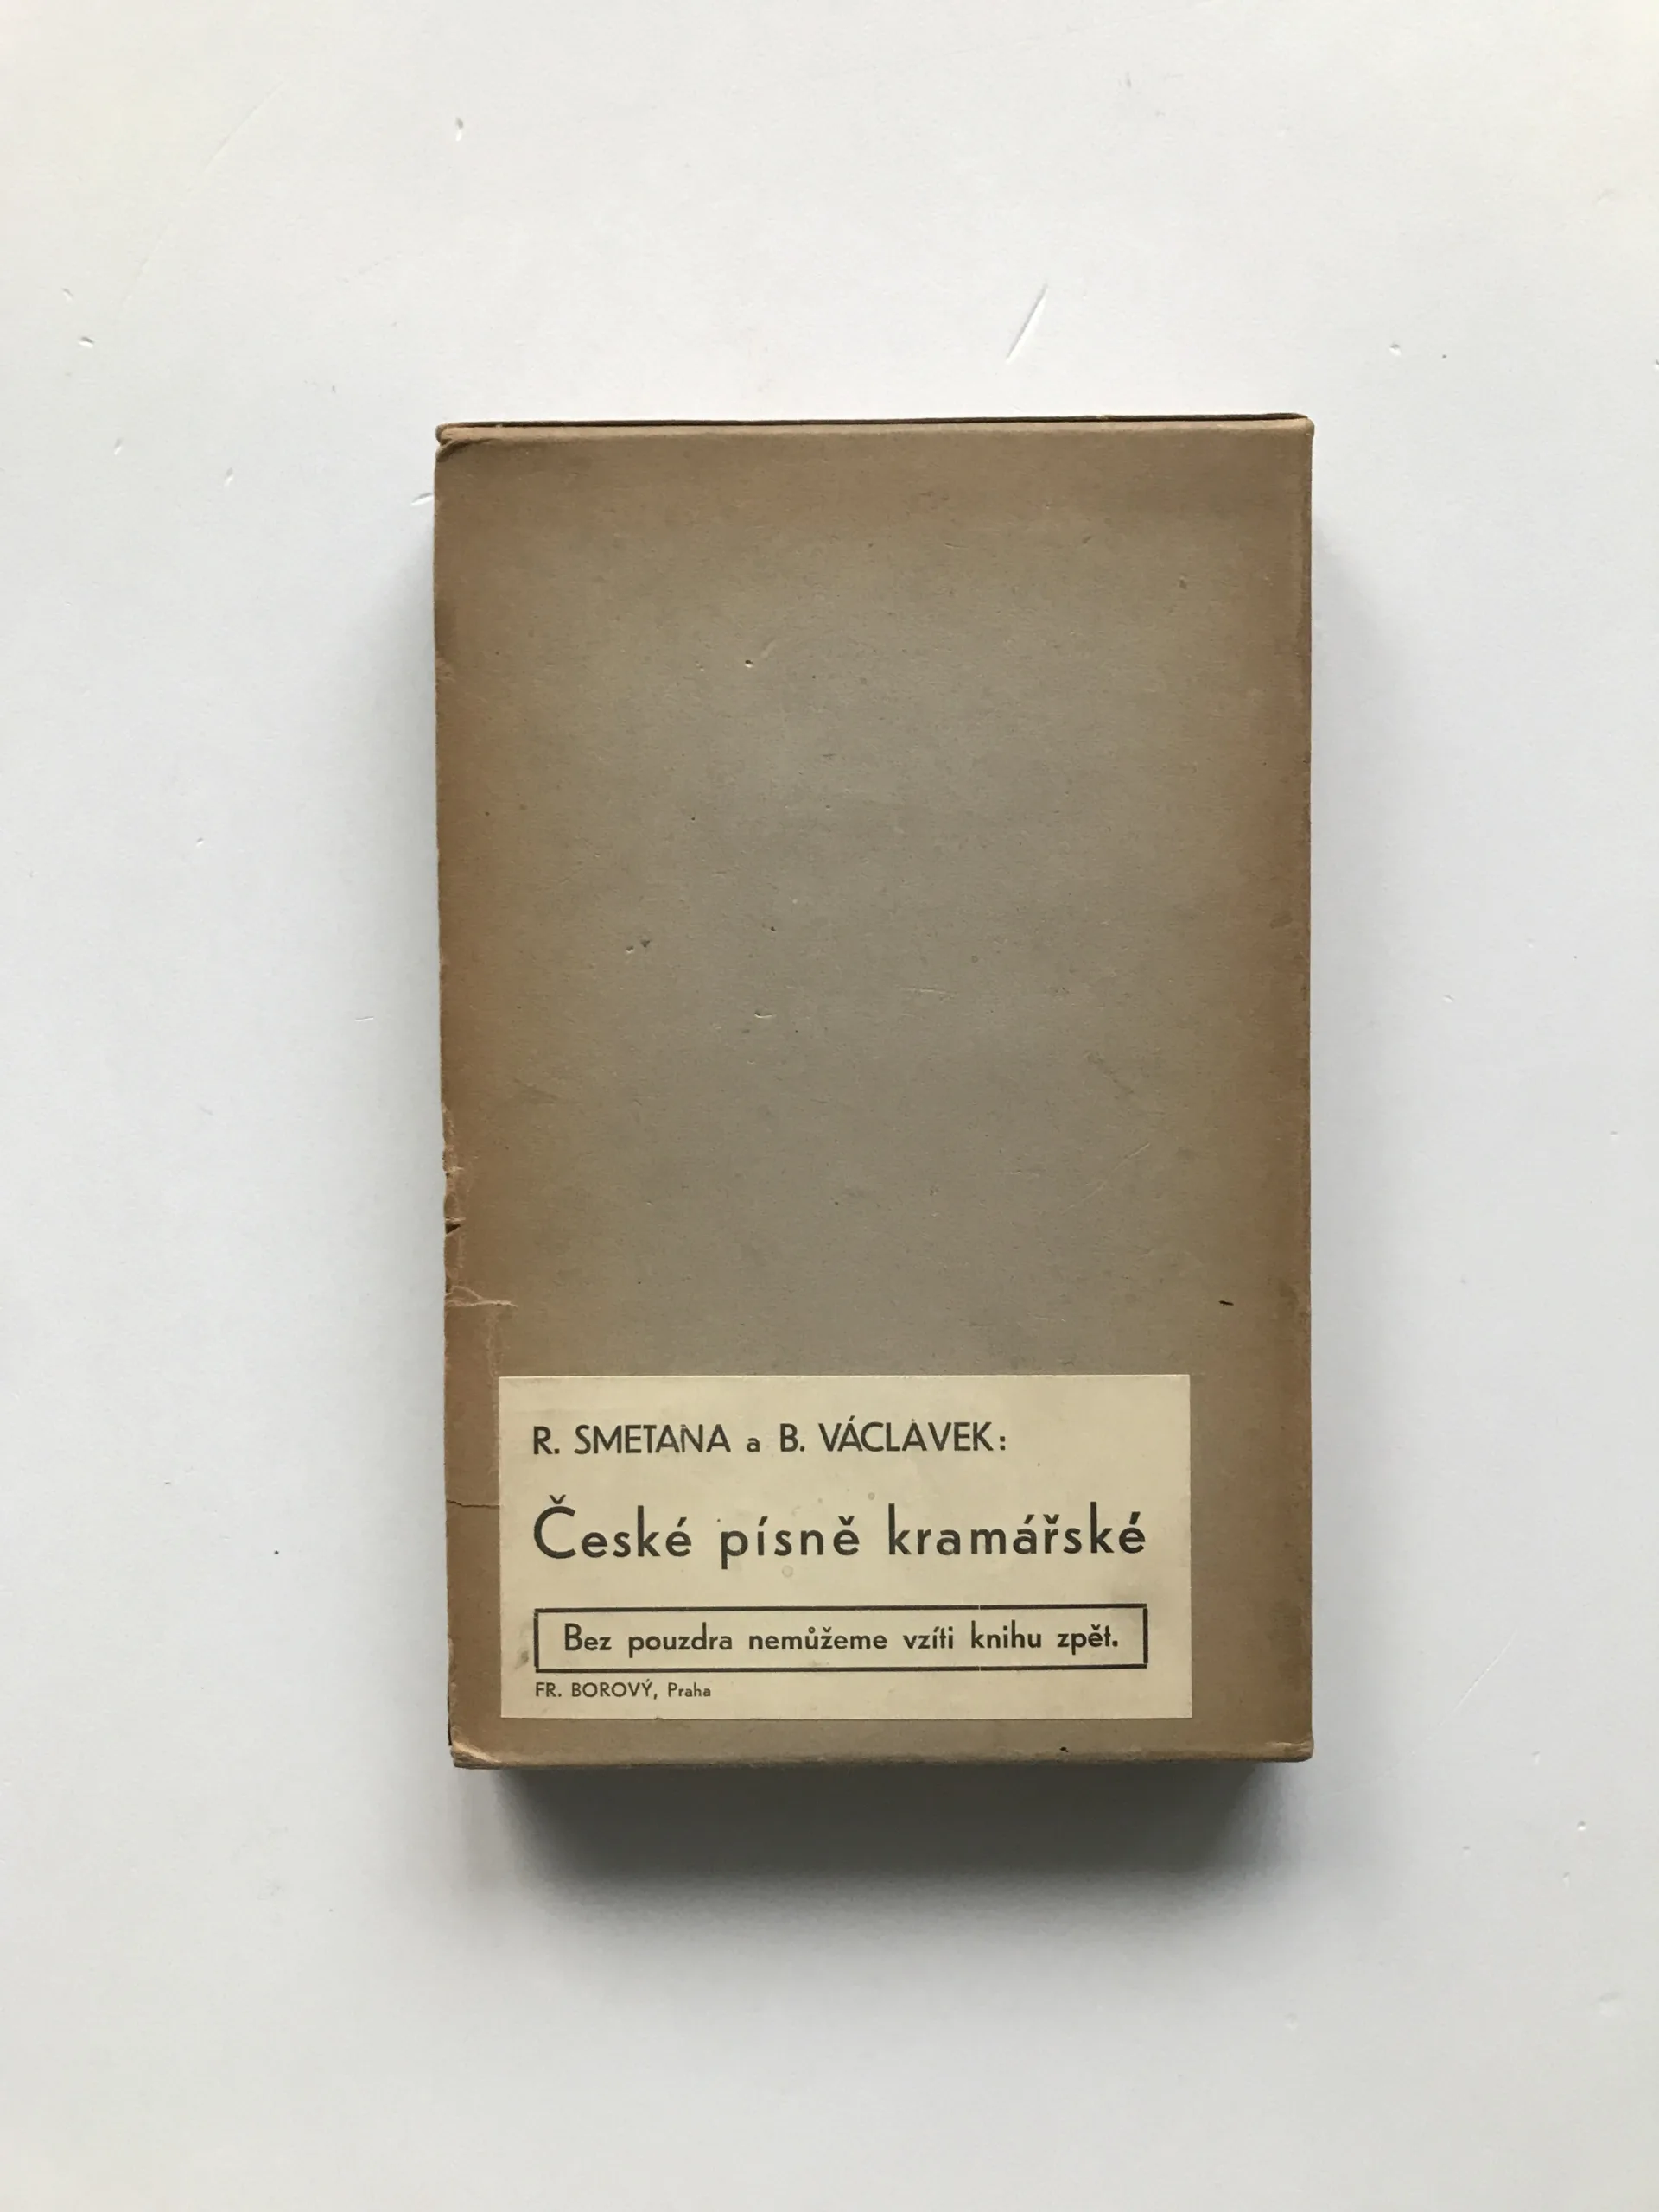 R. SMETANA a B. VÁCLAVEK:
České písně kramářské
Bez pouzdra nemůžeme vzíti knihu zpět.
FR. BOROVÝ, Praha